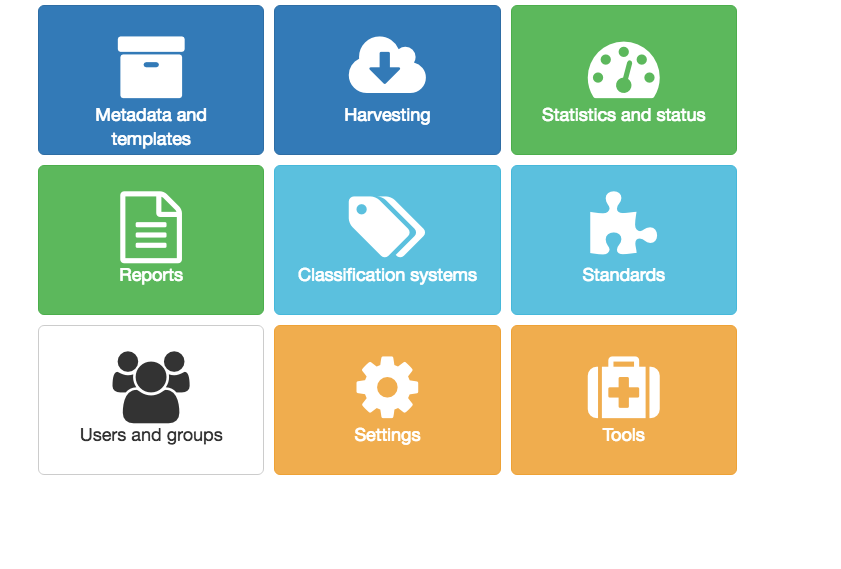 Metadata and
templates
Harvesting
Statistics and status
Reports
Classification systems
Standards
Users and groups
Settings
Tools